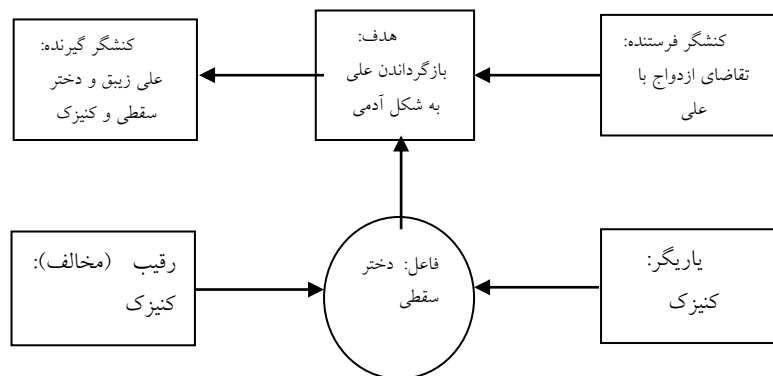 کنشگر فرستنده:
تقاضای ازدواج با
علی
هدف:
بازگرداندن علی
به شکل آدمی
کنشگر گیرنده:
علی زیبق و دختر
سقطی و کنیزک
یاریگر:
کنیزک
فاعل: دختر
سقطی
رقیب (مخالف):
کنیزک